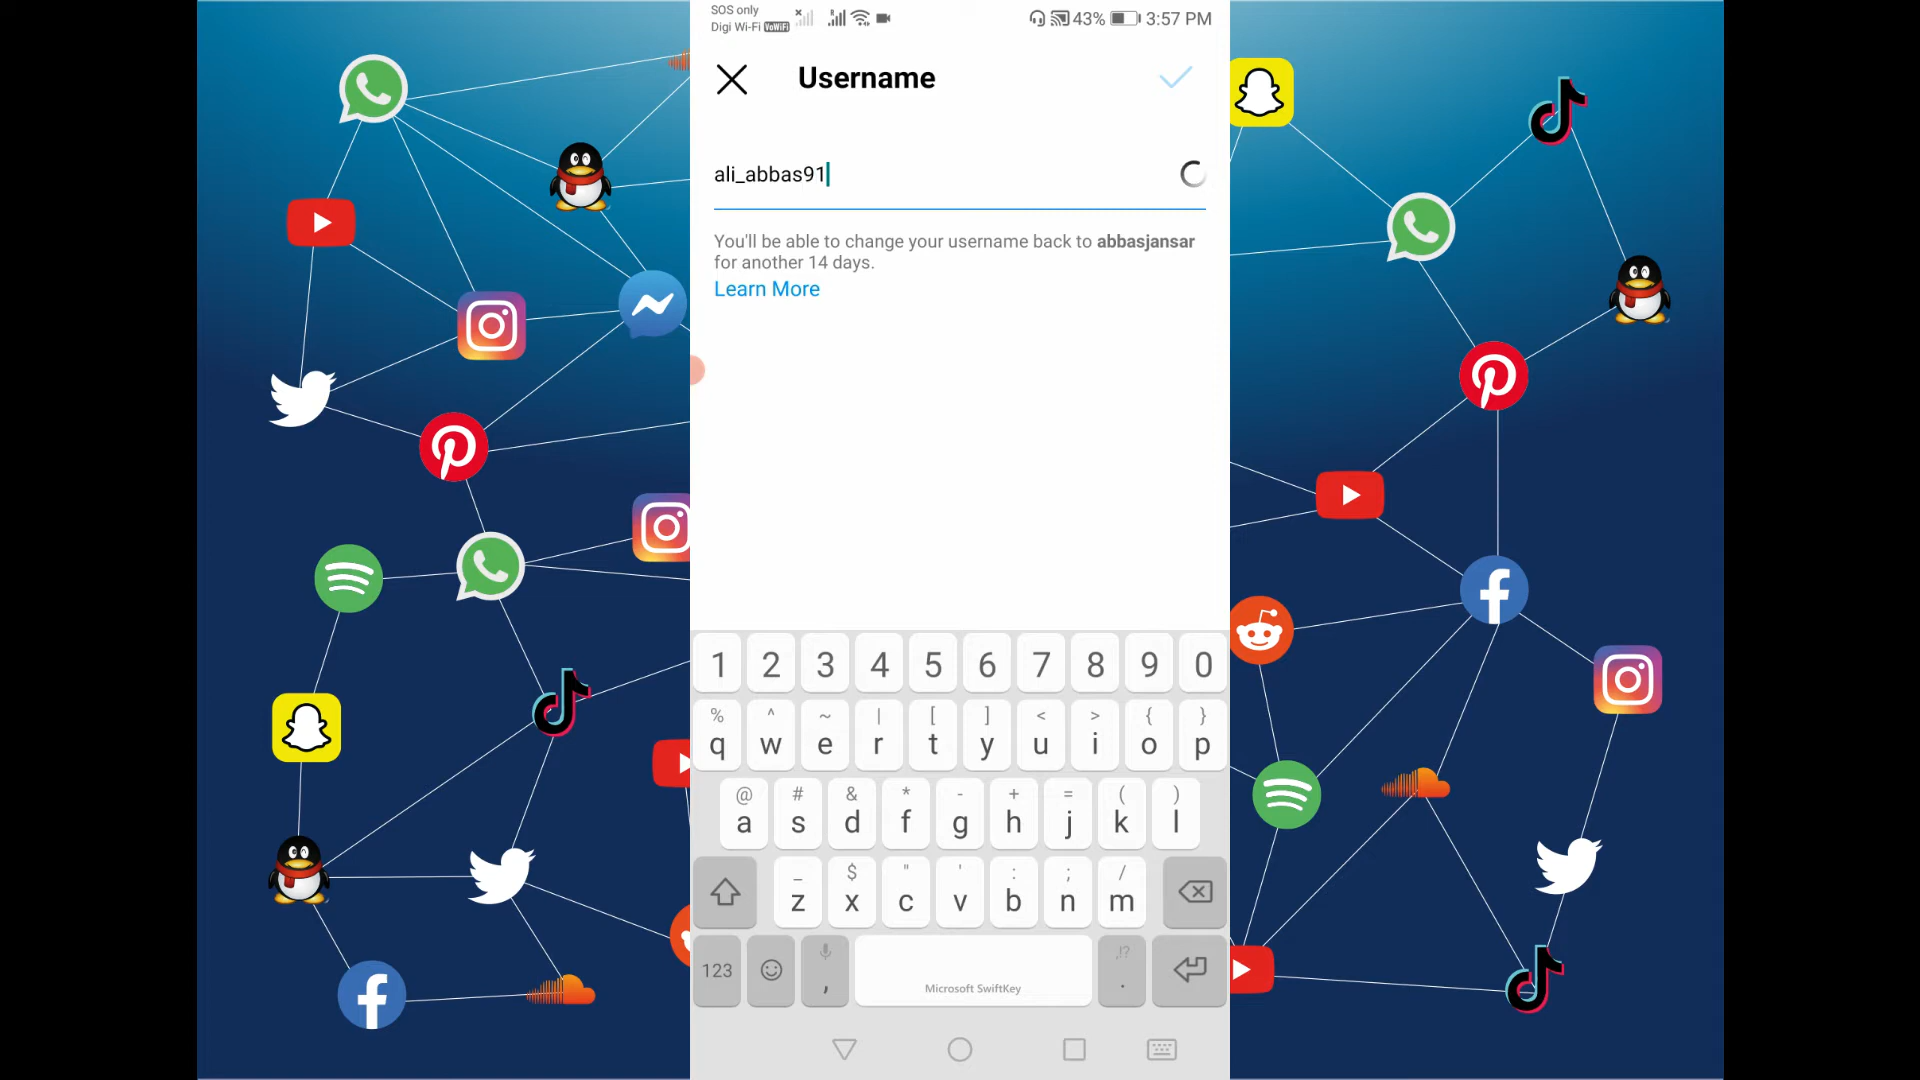 SOS only
Digi Wi-Fi VoWiFi
R
43%
3:57 PM
Username
ali_abbas91
You'll be able to change your username back to abbasjansar
for another 14 days.
Learn More
1 2 3 4 5 6 7 8 9 0
% ^ ~ | [ ] < > { }
q w e r t y u i o p
@ # & * - + = ( )
a s d f g h j k l
_ $ " ' : ; /
z x c v b n m
,!?
123 , Microsoft SwiftKey .